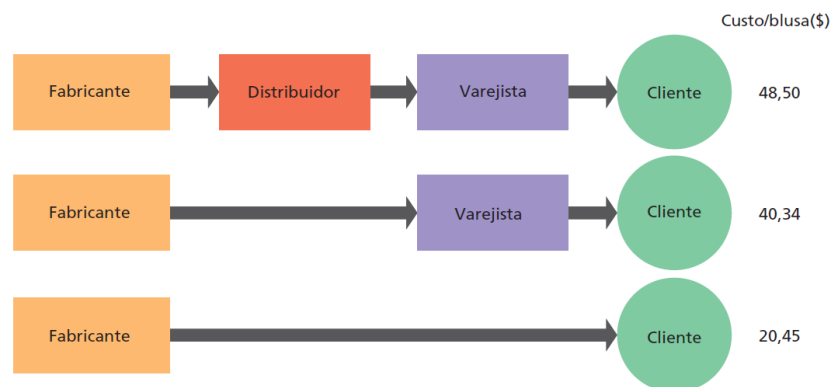 Custo/blusa($)
Fabricante
Distribuidor
Varejista
Cliente
48,50
Fabricante
Varejista
Cliente
40,34
Fabricante
Cliente
20,45